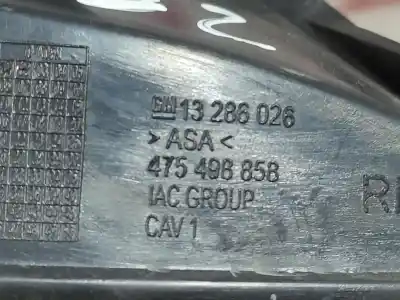 GM 13 286 026
>ASA<
475 498 858
IAC GROUP
CAV 1